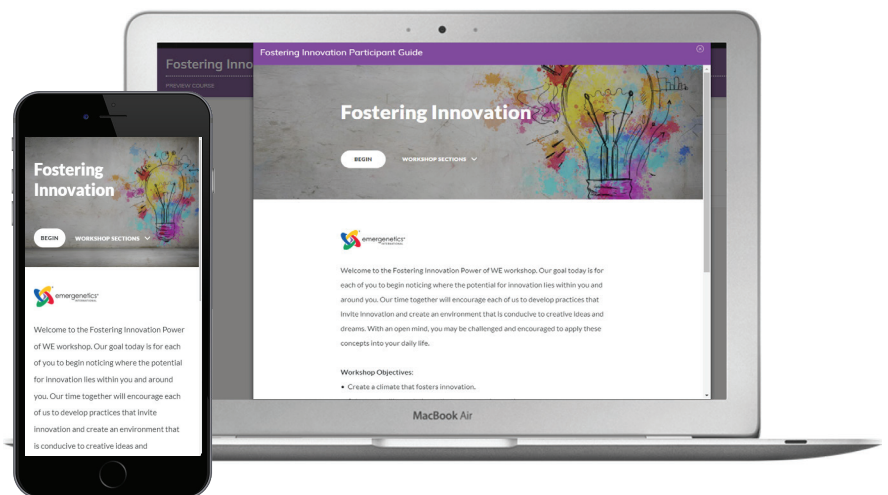 Fostering Inno
PREVIEW COURSE
Fostering Innovation Participant Guide
Fostering Innovation
BEGIN WORKSHOP SECTIONS
emergenetics
INTERNATIONAL
Welcome to the Fostering Innovation Power of WE workshop. Our goal today is for
each of you to begin noticing where the potential for innovation lies within you and
around you. Our time together will encourage each of us to develop practices that
Invite Innovation and create an environment that is conducive to creative ideas and
dreams. With an open mind, you may be challenged and encouraged to apply these
concepts into your daily life.
Workshop Objectives:
• Create a climate that fosters innovation.
MacBook Air
Fostering
Innovation
BEGIN WORKSHOP SECTIONS
emergenetics
INTERNATIONAL
Welcome to the Fostering Innovation Power
of WE workshop. Our goal today is for each
of you to begin noticing where the potential
for innovation lies within you and around
you. Our time together will encourage each
of us to develop practices that invite
innovation and create an environment that
is conducive to creative ideas and